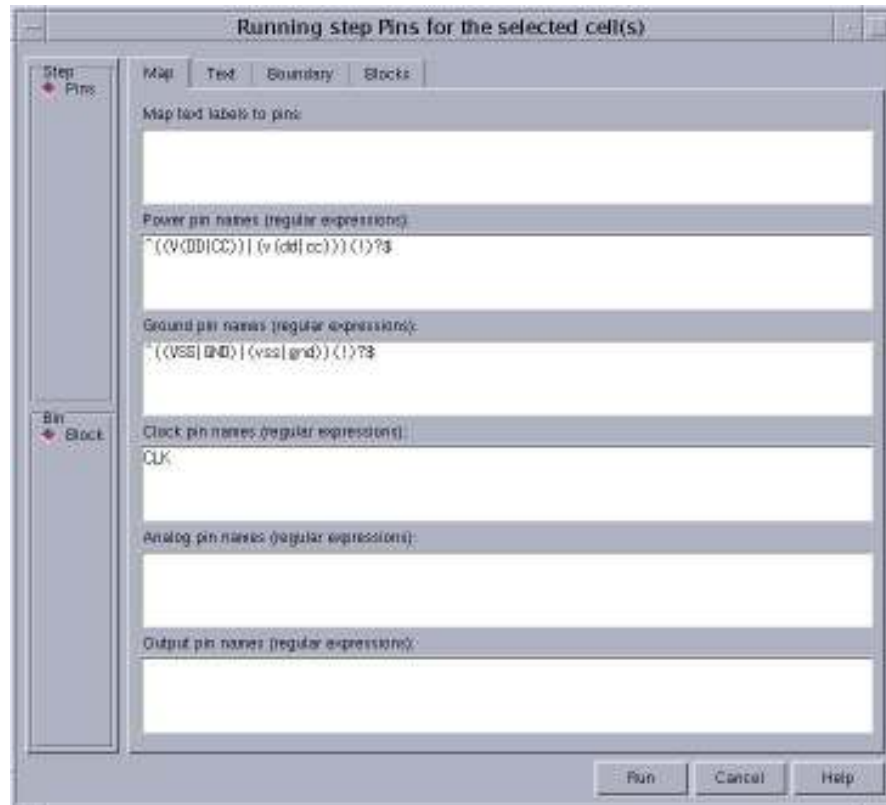 Running step Pins for the selected cell(s)
Step
Pins
Map Text Boundary Blocks
Map text labels to pins:
Power pin names (regular expressions):
^((V(DD|CC))|(v(dd|cc)))(!)?$
Ground pin names (regular expressions):
^((VSS|GND)|(vss|gnd))(!)?$
Bin
Block
Clock pin names (regular expressions):
CLK
Analog pin names (regular expressions):
Output pin names (regular expressions):
Run Cancel Help